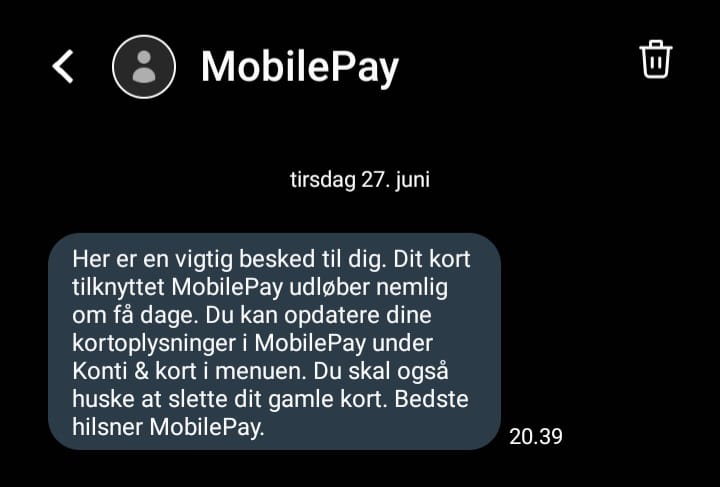 MobilePay
tirsdag 27. juni
Her er en vigtig besked til dig. Dit kort
tilknyttet MobilePay udløber nemlig
om få dage. Du kan opdatere dine
kortoplysninger i MobilePay under
Konti & kort i menuen. Du skal også
huske at slette dit gamle kort. Bedste
hilsner MobilePay.
20.39